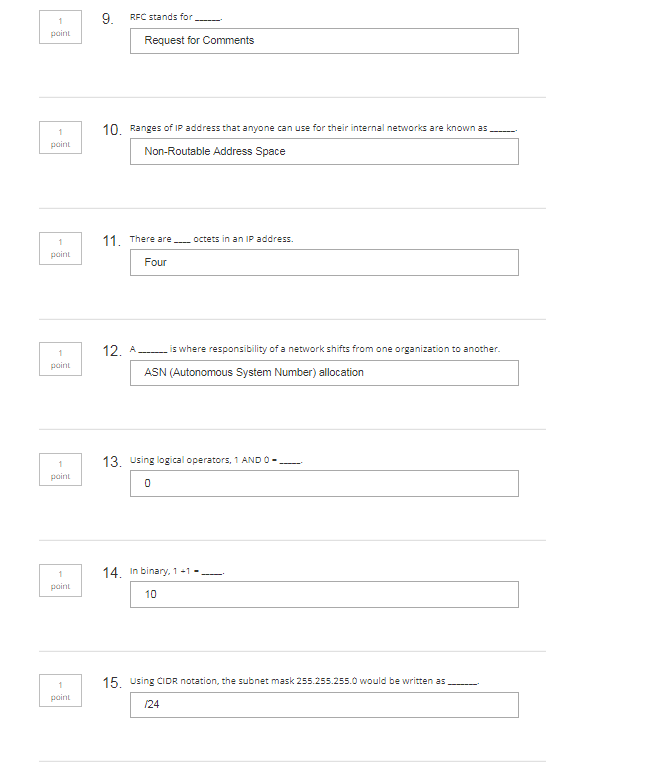 1
point
9. RFC stands for ______.
Request for Comments
1
point
10. Ranges of IP address that anyone can use for their internal networks are known as ______.
Non-Routable Address Space
1
point
11. There are ____ octets in an IP address.
Four
1
point
12. A _______ is where responsibility of a network shifts from one organization to another.
ASN (Autonomous System Number) allocation
1
point
13. Using logical operators, 1 AND 0 = _____.
0
1
point
14. In binary, 1 +1 = _____.
10
1
point
15. Using CIDR notation, the subnet mask 255.255.255.0 would be written as _______.
/24